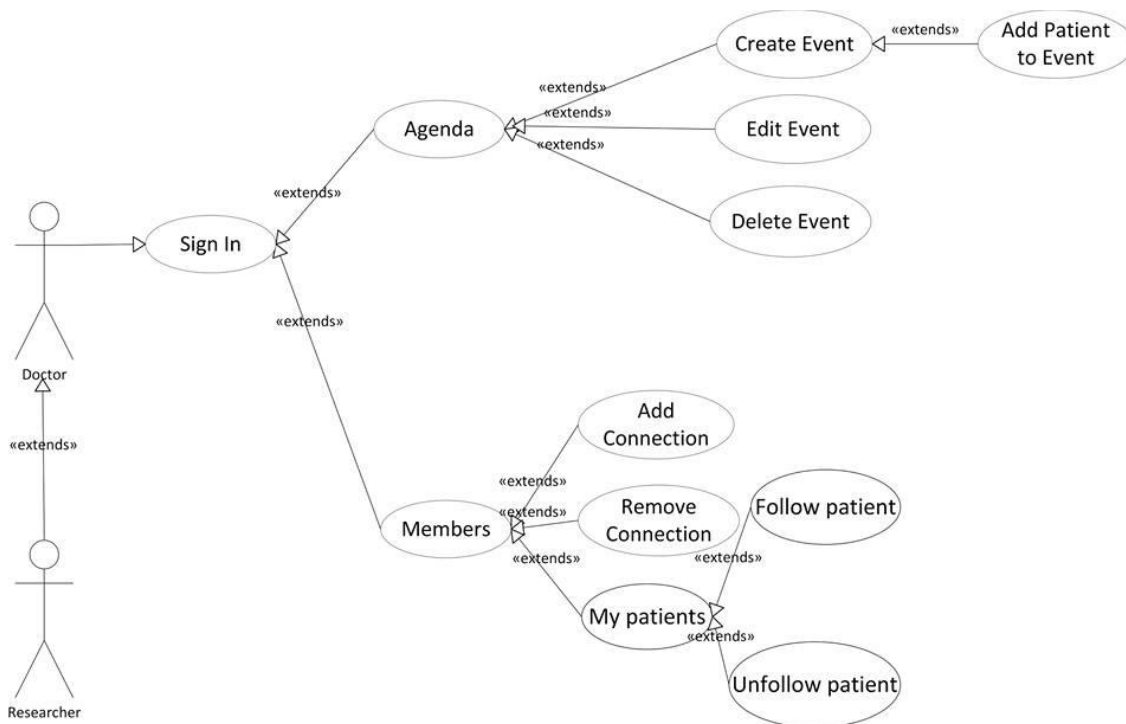 «extends»
Create Event
«extends»
Add Patient
to Event
«extends»
«extends»
Agenda
Edit Event
«extends»
«extends»
Delete Event
Sign In
«extends»
Doctor
«extends»
Add
Connection
«extends»
«extends»
Members
Remove
Connection
Follow patient
«extends»
«extends»
My patients
«extends»
Unfollow patient
Researcher